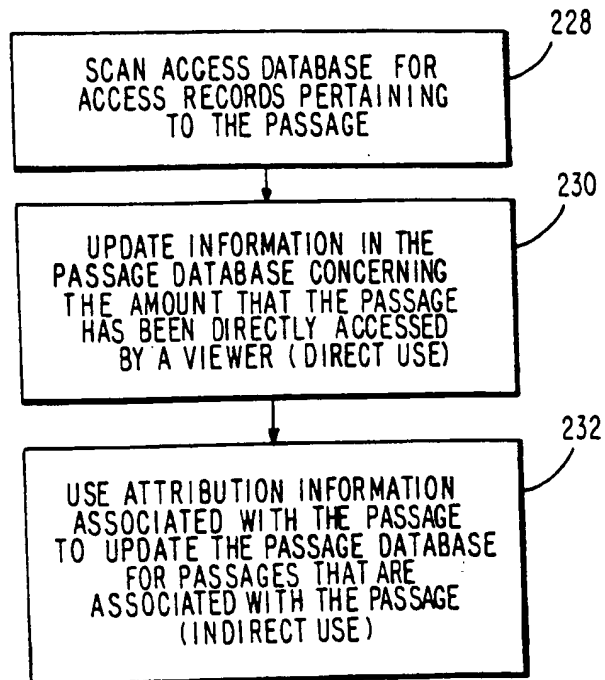 228
SCAN ACCESS DATABASE FOR
ACCESS RECORDS PERTAINING
TO THE PASSAGE
230
UPDATE INFORMATION IN THE
PASSAGE DATABASE CONCERNING
THE AMOUNT THAT THE PASSAGE
HAS BEEN DIRECTLY ACCESSED
BY A VIEWER (DIRECT USE)
232
USE ATTRIBUTION INFORMATION
ASSOCIATED WITH THE PASSAGE
TO UPDATE THE PASSAGE DATABASE
FOR PASSAGES THAT ARE
ASSOCIATED WITH THE PASSAGE
(INDIRECT USE)